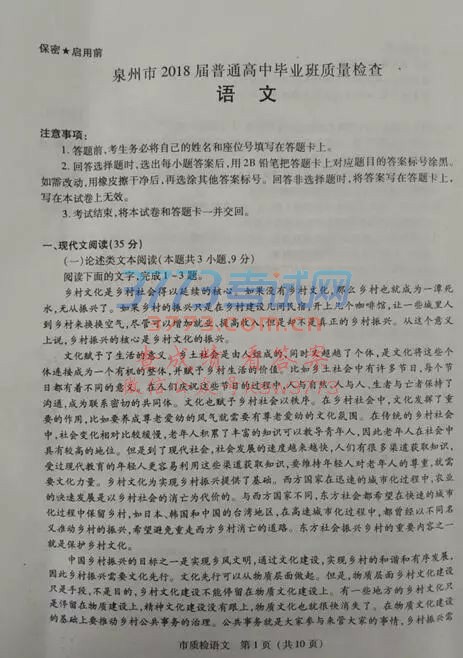 保密★启用前
泉州市2018届普通高中毕业班质量检查
语 文
注意事项：
1. 答题前，考生务必将自己的姓名和座位号填写在答题卡上。
2. 回答选择题时，选出每小题答案后，用2B铅笔把答题卡上对应题目的答案标号涂黑。
如需改动，用橡皮擦干净后，再选涂其他答案标号。回答非选择题时，将答案写在答题卡上，
写在本试卷上无效。
3. 考试结束，将本试卷和答题卡一并交回。
一、现代文阅读(35分)
(一)论述类文本阅读(本题共3小题，9分)
阅读下面的文字，完成1～3题。
乡村文化是乡村社会得以延续的核心，如果没有乡村文化，那么乡村也就成为一潭死
水，无从振兴了。如果乡村的振兴只是在乡村建设几间民宿，开上几个咖啡馆，让一些城里人
到乡村来换换空气，尽管可以增加就业、提高收入，但是却不是真正的乡村振兴。从这个意义
上说，乡村振兴的核心是乡村文化的振兴。
文化赋予了生活的意义。乡土社会是由人组成的，同时又超越了个体，是文化将这些个
体连接成为一个有机的整体，并赋予乡村生活的价值。比如乡土社会中有许多节日，每个节
日都有着不同的意义。在人们庆祝这些节日的过程中，人与自然、人与人、生者与亡者保持了
沟通，成为联系密切的共同体。文化也赋予乡村社会以秩序。在乡村社会中，文化发挥了重
要的作用，比如要养成尊老爱幼的风气就需要有尊老爱幼的文化氛围。在传统的乡村社会
中，社会变化相对比较缓慢，老年人积累了丰富的知识可以教导青年人，因此老年人在社会中
具有较高的地位。但是到了现代社会，社会发展的速度越来越快，人们有很多渠道获取知识，
受过现代教育的年轻人更容易利用这些渠道获取知识，要维持年轻人对老年人的尊重，就需
要文化力量。乡村文化为实现乡村振兴提供了基础。西方国家在迅速的城市化过程中，农业
的快速发展是以乡村社会的消亡为代价的。与西方国家不同，东方社会都希望在快速的城市
化过程中保留乡村，如日本、韩国和中国的台湾地区，在高速城市化过程中，都曾经以不同名
义推动乡村的振兴，希望避免重走西方乡村消亡的道路。东方社会振兴乡村的重要内容之一
就是保护乡村文化。
中国乡村振兴的目标之一是实现乡风文明，通过文化建设，实现乡村的和谐和有序发展，
因此乡村振兴需要文化先行。文化先行可以从物质层面做起。但是，物质层面乡村文化建设
只是手段，不是目的，乡村文化建设不能停留在物质文化建设上。有一些地方的乡村文化只
是停留在物质建设上，精神文化建设没有跟上，物质文化也就很快消失了。在物质文化建设
的基础上要推动乡村公共事务的治理。公共事务就是大家参与来管大家的事情，乡村振兴需
市质检语文 第1页(共10页)
3773考试网
3773.com.cn